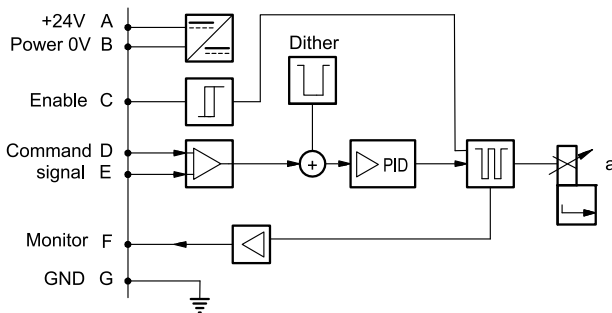 +24V A
Power 0V B
Dither
Enable C
Command D
signal E
+
PID
a
Monitor F
GND G